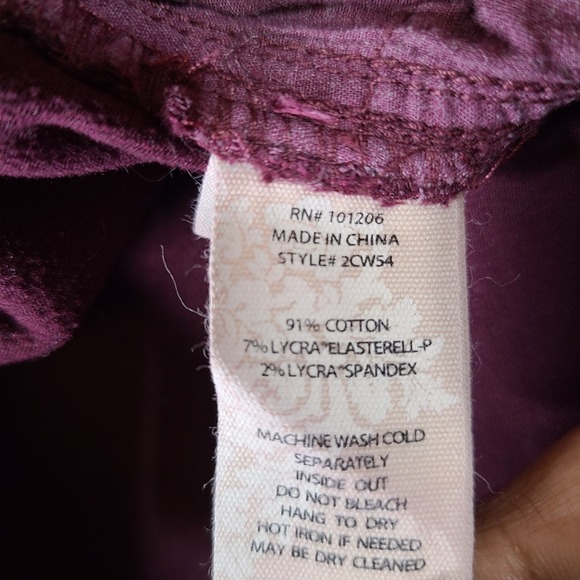 RN# 101206
MADE IN CHINA
STYLE# 2CW54
91% COTTON
7% LYCRA®ELASTERELL-P
2% LYCRA®SPANDEX
MACHINE WASH COLD
SEPARATELY
INSIDE OUT
DO NOT BLEACH
HANG TO DRY
HOT IRON IF NEEDED
MAY BE DRY CLEANED